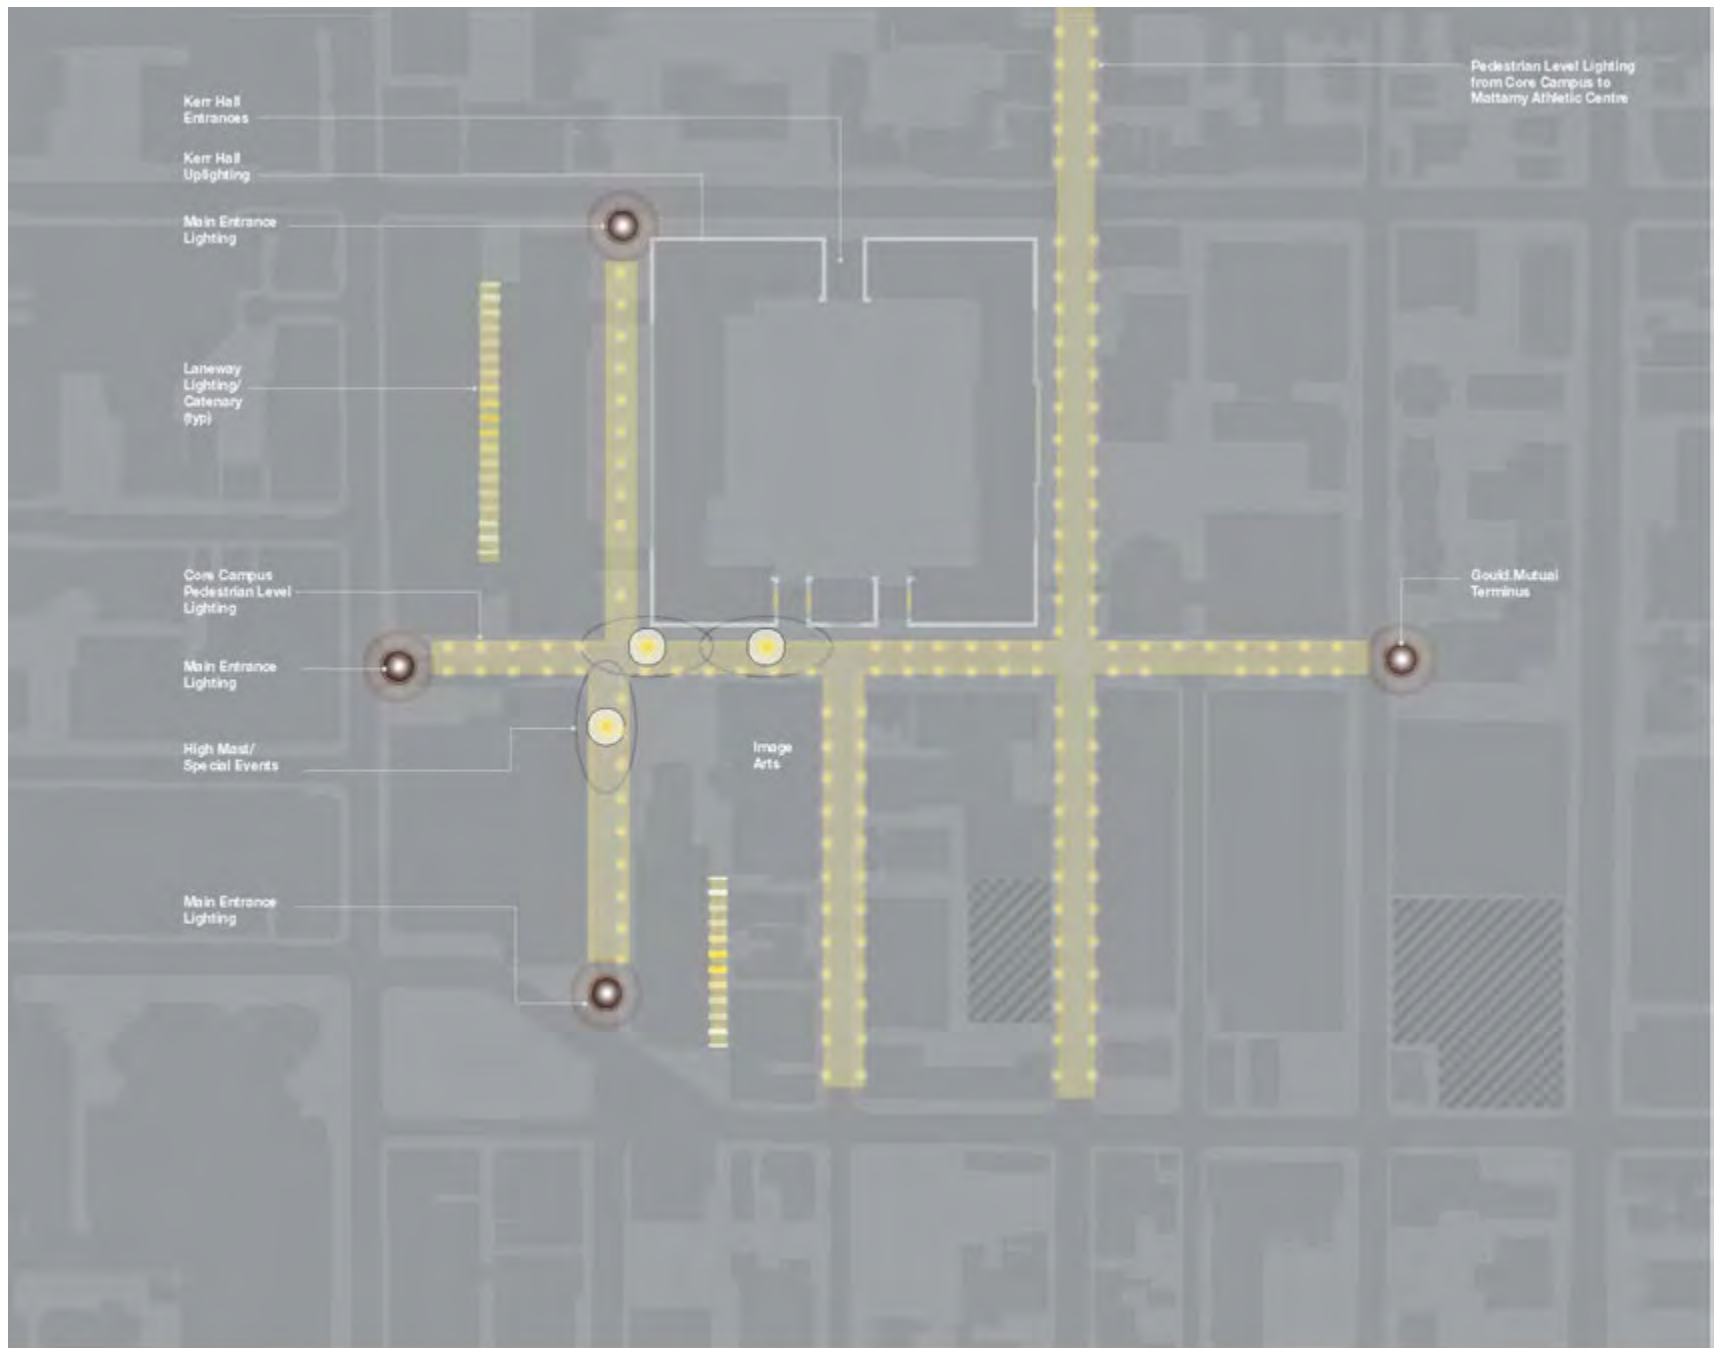 Kerr Hall
Entrances
Kerr Hall
Uplighting
Main Entrance
Lighting
Laneway
Lighting/
Catenary
(typ)
Core Campus
Pedestrian Level
Lighting
Main Entrance
Lighting
High Mast/
Special Events
Main Entrance
Lighting
Image
Arts
Pedestrian Level Lighting
from Core Campus to
Mattamy Athletic Centre
Gould Mutual
Terminus